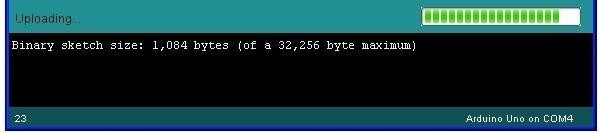 Uploading...
Binary sketch size: 1,084 bytes (of a 32,256 byte maximum)
23
Arduino Uno on COM4